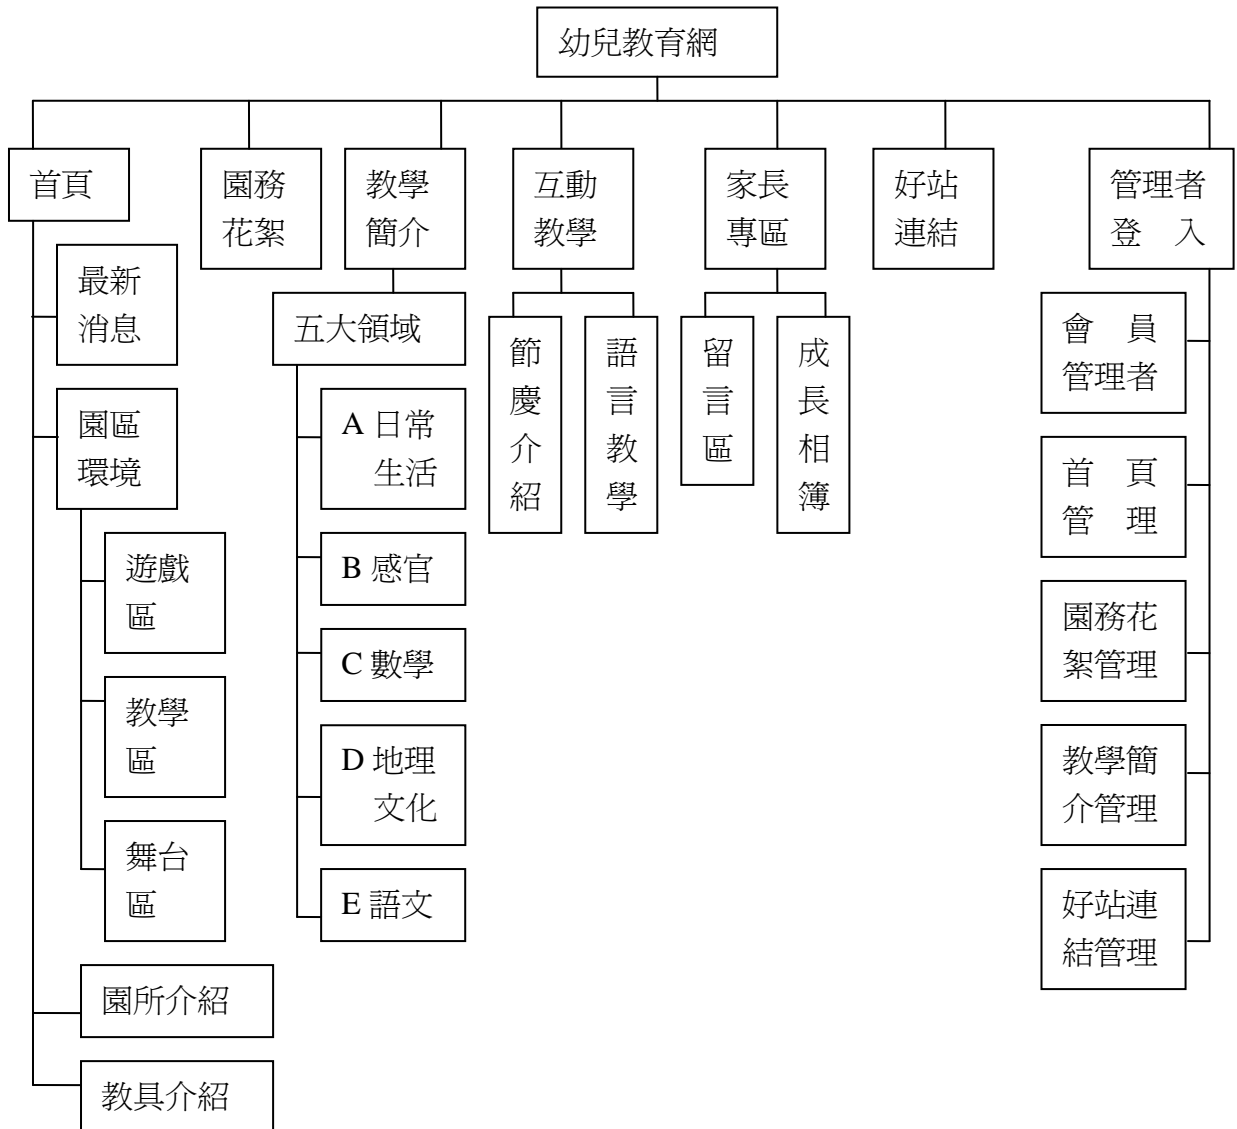 幼兒教育網
首頁
園務
花絮
教學
簡介
互動
教學
家長
專區
好站
連結
管理者
登　入
最新
消息
園區
環境
遊戲
區
教學
區
舞台
區
園所介紹
教具介紹
五大領域
A 日常
生活
B 感官
C 數學
D 地理
文化
E 語文
節慶介紹
語言教學
留言區
成長相簿
會　員
管理者
首　頁
管　理
園務花
絮管理
教學簡
介管理
好站連
結管理